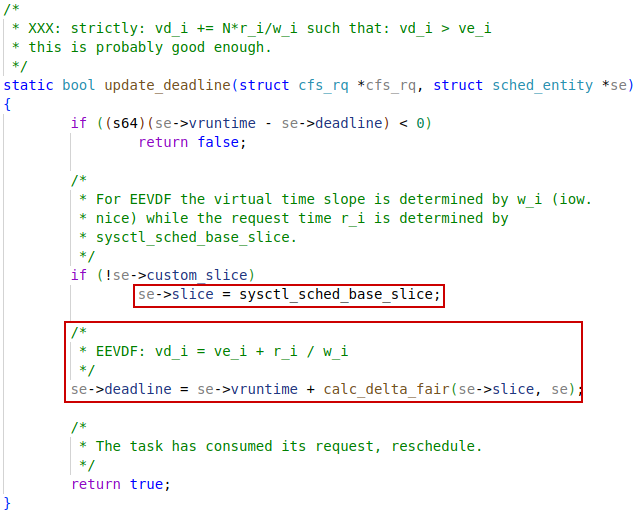 /*
 * XXX: strictly: vd_i += N*r_i/w_i such that: vd_i > ve_i
 * this is probably good enough.
 */
static bool update_deadline(struct cfs_rq *cfs_rq, struct sched_entity *se)
{
        if ((s64)(se->vruntime - se->deadline) < 0)
                return false;

        /*
         * For EEVDF the virtual time slope is determined by w_i (iow.
         * nice) while the request time r_i is determined by
         * sysctl_sched_base_slice.
         */
        if (!se->custom_slice)
                se->slice = sysctl_sched_base_slice;

        /*
         * EEVDF: vd_i = ve_i + r_i / w_i
         */
        se->deadline = se->vruntime + calc_delta_fair(se->slice, se);

        /*
         * The task has consumed its request, reschedule.
         */
        return true;
}